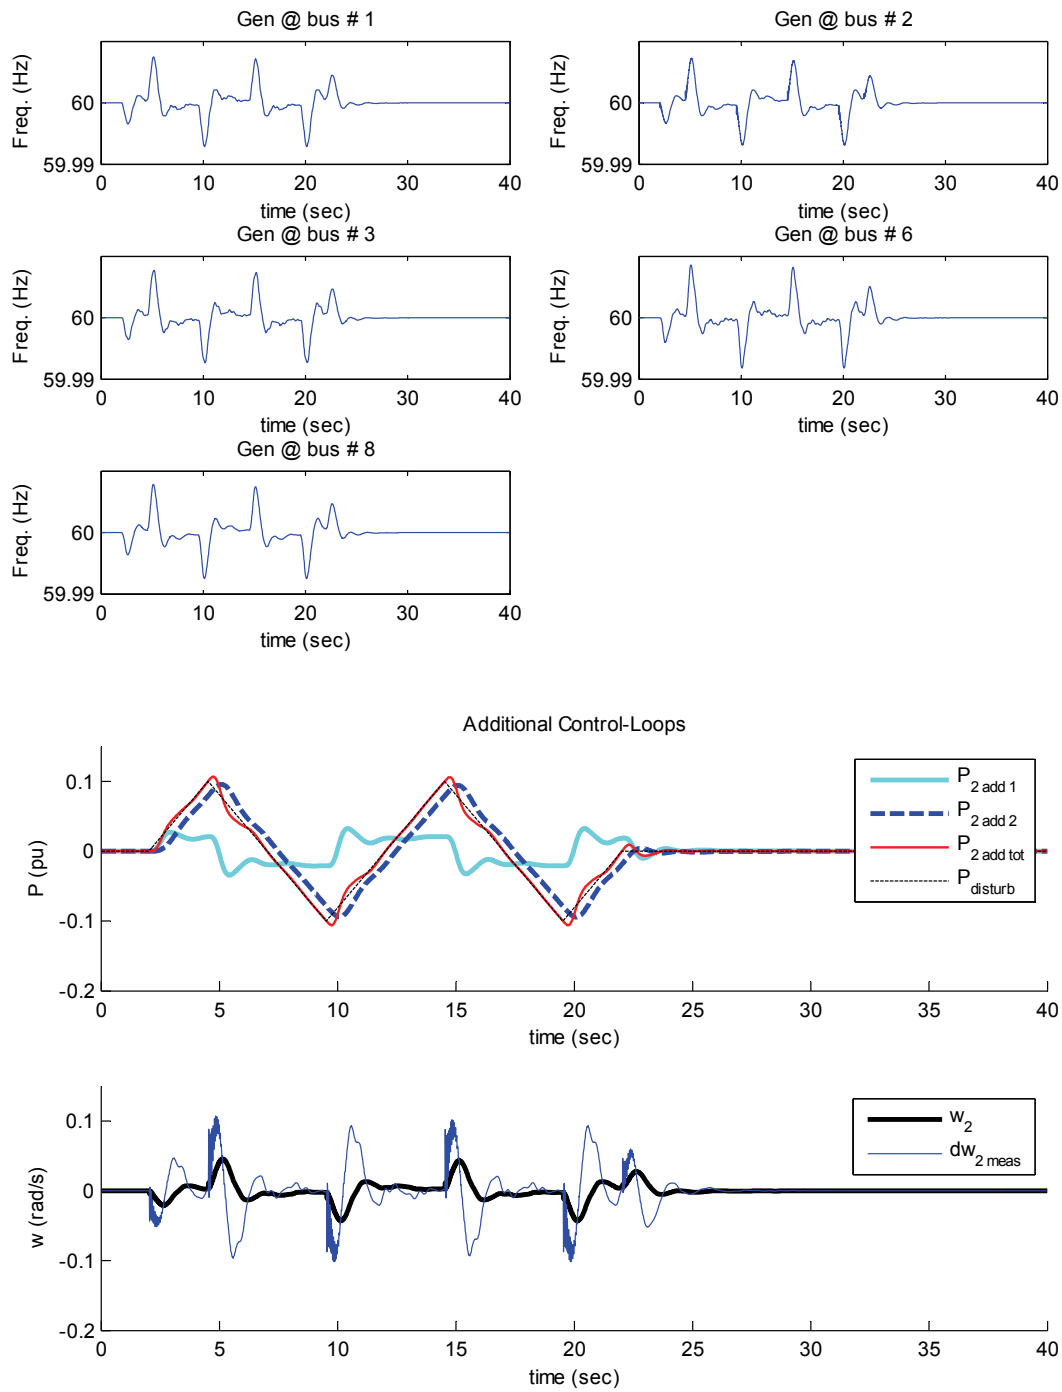 Gen @ bus # 1
Freq. (Hz)
60
59.99
0 10 20 30 40
time (sec)
Gen @ bus # 2
Freq. (Hz)
60
59.99
0 10 20 30 40
time (sec)
Gen @ bus # 3
Freq. (Hz)
60
59.99
0 10 20 30 40
time (sec)
Gen @ bus # 6
Freq. (Hz)
60
59.99
0 10 20 30 40
time (sec)
Gen @ bus # 8
Freq. (Hz)
60
59.99
0 10 20 30 40
time (sec)
Additional Control-Loops
P (pu)
0.1
0
-0.1
-0.2
0 5 10 15 20 25 30 35 40
time (sec)
P2 add 1
P2 add 2
P2 add tot
Pdisturb
w (rad/s)
0.1
0
-0.1
-0.2
0 5 10 15 20 25 30 35 40
time (sec)
w2
dw2 meas